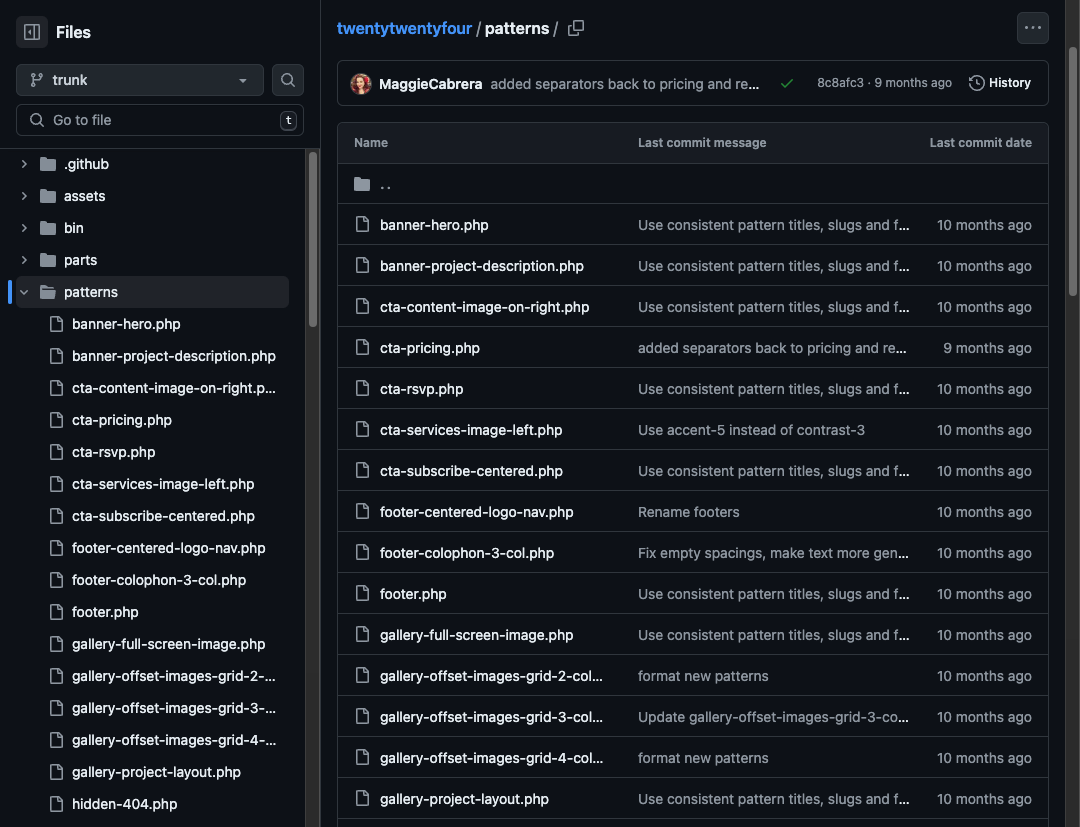 Files
trunk
Go to file
t
.github
assets
bin
parts
patterns
banner-hero.php
banner-project-description.php
cta-content-image-on-right.p...
cta-pricing.php
cta-rsvp.php
cta-services-image-left.php
cta-subscribe-centered.php
footer-centered-logo-nav.php
footer-colophon-3-col.php
footer.php
gallery-full-screen-image.php
gallery-offset-images-grid-2-...
gallery-offset-images-grid-3-...
gallery-offset-images-grid-4-...
gallery-project-layout.php
hidden-404.php
twentytwentyfour / patterns /
MaggieCabrera added separators back to pricing and re... 8c8afc3 · 9 months ago History
Name Last commit message Last commit date
..
banner-hero.php Use consistent pattern titles, slugs and f... 10 months ago
banner-project-description.php Use consistent pattern titles, slugs and f... 10 months ago
cta-content-image-on-right.php Use consistent pattern titles, slugs and f... 10 months ago
cta-pricing.php added separators back to pricing and re... 9 months ago
cta-rsvp.php Use consistent pattern titles, slugs and f... 10 months ago
cta-services-image-left.php Use accent-5 instead of contrast-3 10 months ago
cta-subscribe-centered.php Use consistent pattern titles, slugs and f... 10 months ago
footer-centered-logo-nav.php Rename footers 10 months ago
footer-colophon-3-col.php Fix empty spacings, make text more gen... 10 months ago
footer.php Use consistent pattern titles, slugs and f... 10 months ago
gallery-full-screen-image.php Use consistent pattern titles, slugs and f... 10 months ago
gallery-offset-images-grid-2-col... format new patterns 10 months ago
gallery-offset-images-grid-3-col... Update gallery-offset-images-grid-3-co... 10 months ago
gallery-offset-images-grid-4-col... format new patterns 10 months ago
gallery-project-layout.php Use consistent pattern titles, slugs and f... 10 months ago